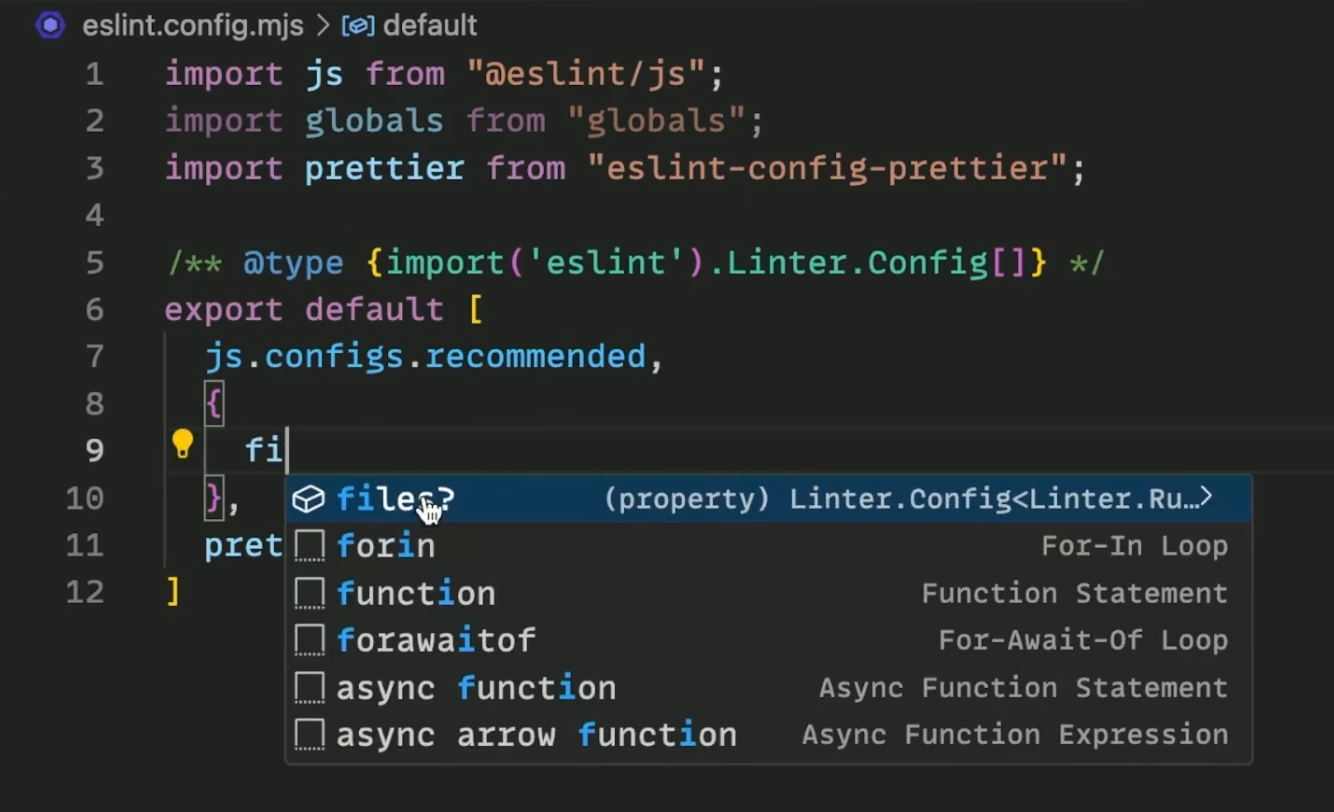 eslint.config.mjs > default
1 import js from "@eslint/js";
2 import globals from "globals";
3 import prettier from "eslint-config-prettier";
4
5 /** @type {import('eslint').Linter.Config[]} */
6 export default [
7 js.configs.recommended,
8 {
9 fi
10 },
files? (property) Linter.Config<Linter.Ru…>
11 pret
forin For-In Loop
12 ]
function Function Statement
forawaitof For-Await-Of Loop
async function Async Function Statement
async arrow function Async Function Expression